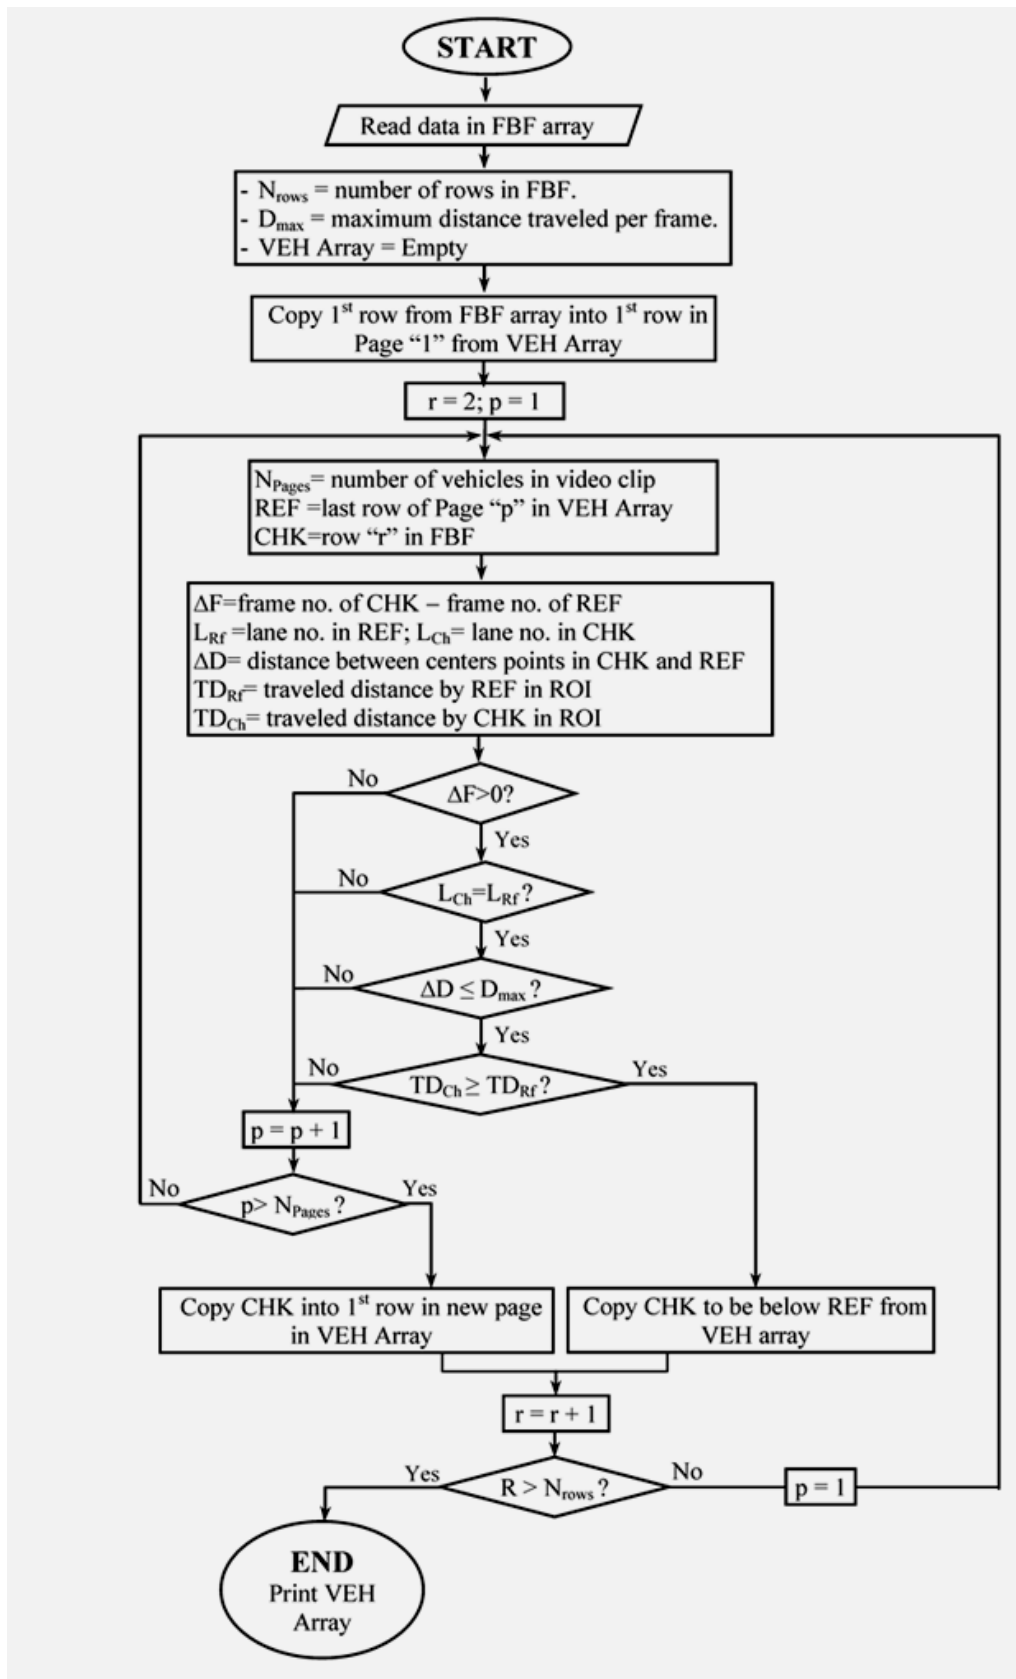 START
Read data in FBF array
- Nrows = number of rows in FBF.
- Dmax = maximum distance traveled per frame.
- VEH Array = Empty
Copy 1st row from FBF array into 1st row in
Page “1” from VEH Array
r = 2; p = 1
NPages= number of vehicles in video clip
REF =last row of Page “p” in VEH Array
CHK=row “r” in FBF
ΔF=frame no. of CHK – frame no. of REF
LRf =lane no. in REF; LCh= lane no. in CHK
ΔD= distance between centers points in CHK and REF
TDRf= traveled distance by REF in ROI
TDCh= traveled distance by CHK in ROI
No
ΔF>0?
Yes
No
LCh=LRf ?
Yes
No
ΔD ≤ Dmax ?
Yes
No
TDCh ≥ TDRf ?
Yes
p = p + 1
No
p> NPages ?
Yes
Copy CHK into 1st row in new page
in VEH Array
Copy CHK to be below REF from
VEH array
r = r + 1
Yes
R > Nrows ?
No
p = 1
END
Print VEH
Array